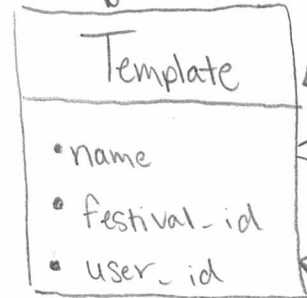 Template
• name
• festival_id
• user_id